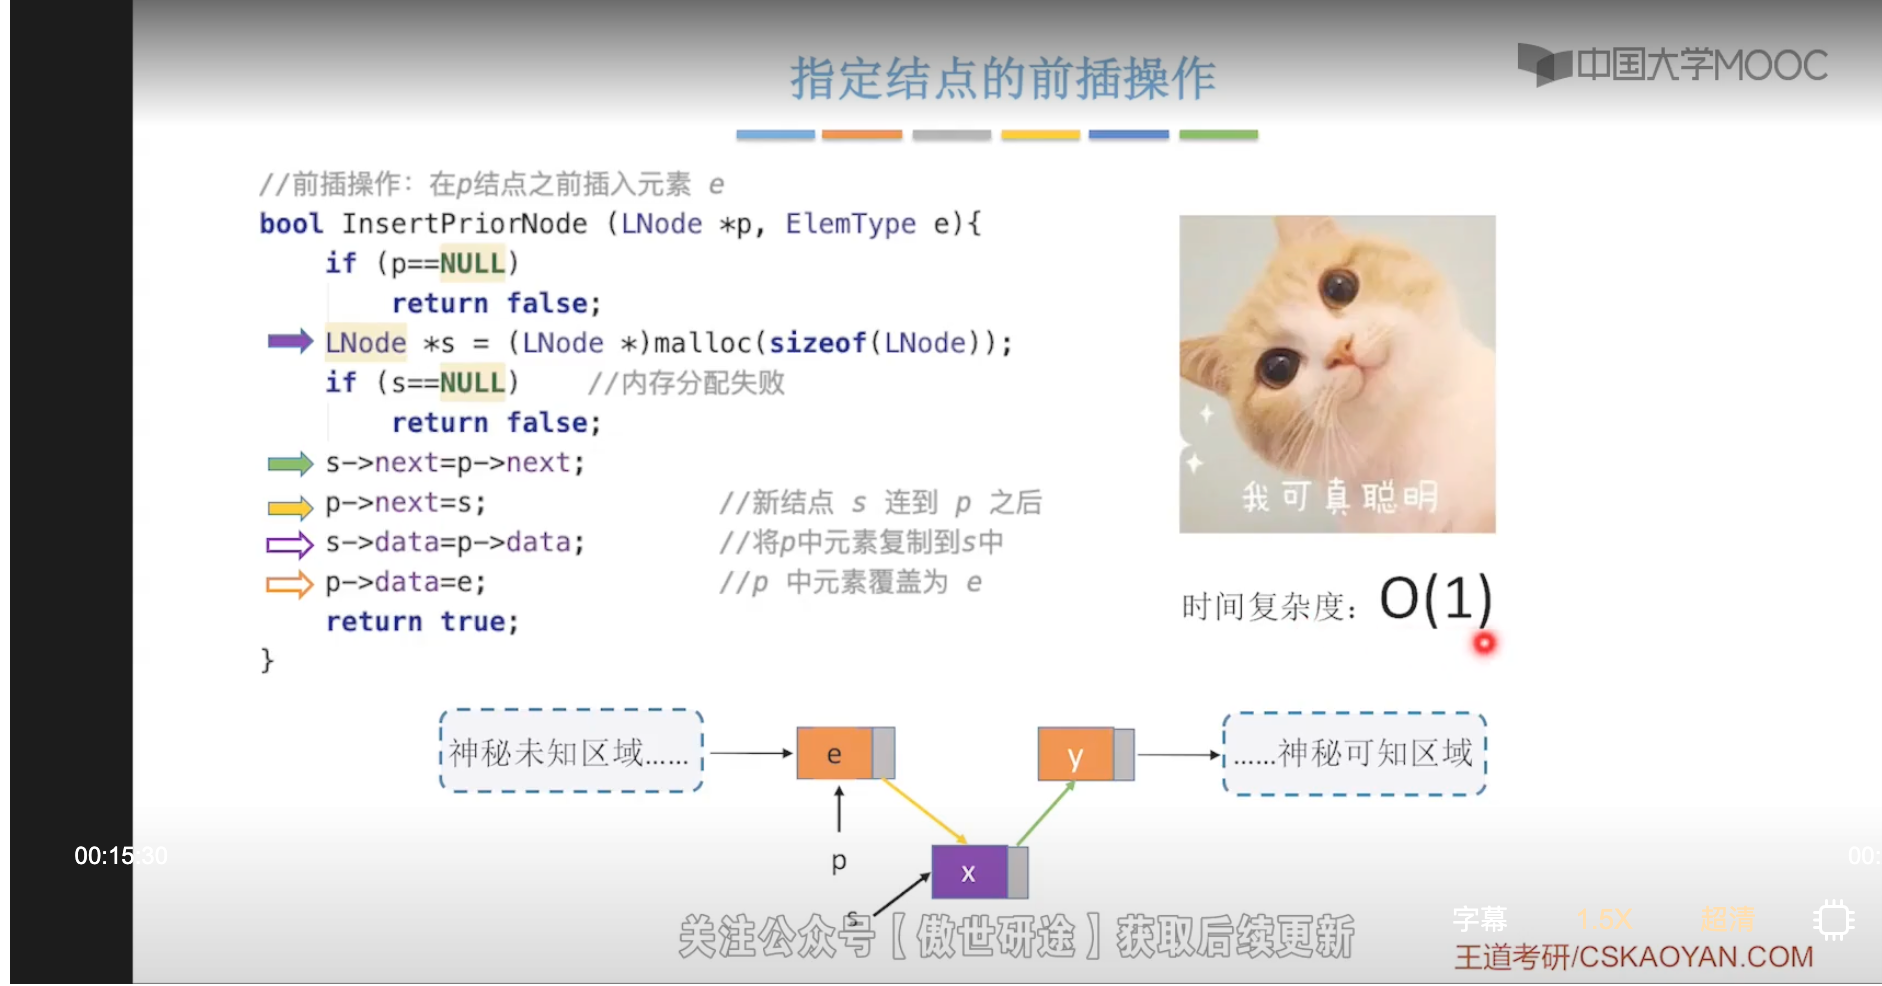 指定结点的前插操作
中国大学MOOC
//前插操作：在p结点之前插入元素 e
bool InsertPriorNode (LNode *p, ElemType e){
if (p==NULL)
return false;
LNode *s = (LNode *)malloc(sizeof(LNode));
if (s==NULL) //内存分配失败
return false;
s->next=p->next;
p->next=s; //新结点 s 连到 p 之后
s->data=p->data; //将p中元素复制到s中
p->data=e; //p 中元素覆盖为 e
return true;
}
我可真聪明
时间复杂度：O(1)
神秘未知区域……
e
y
……神秘可知区域
p
x
s
00:15:30
00:
关注公众号【傲世研途】获取后续更新
字幕
1.5X
超清
王道考研/CSKAOYAN.COM